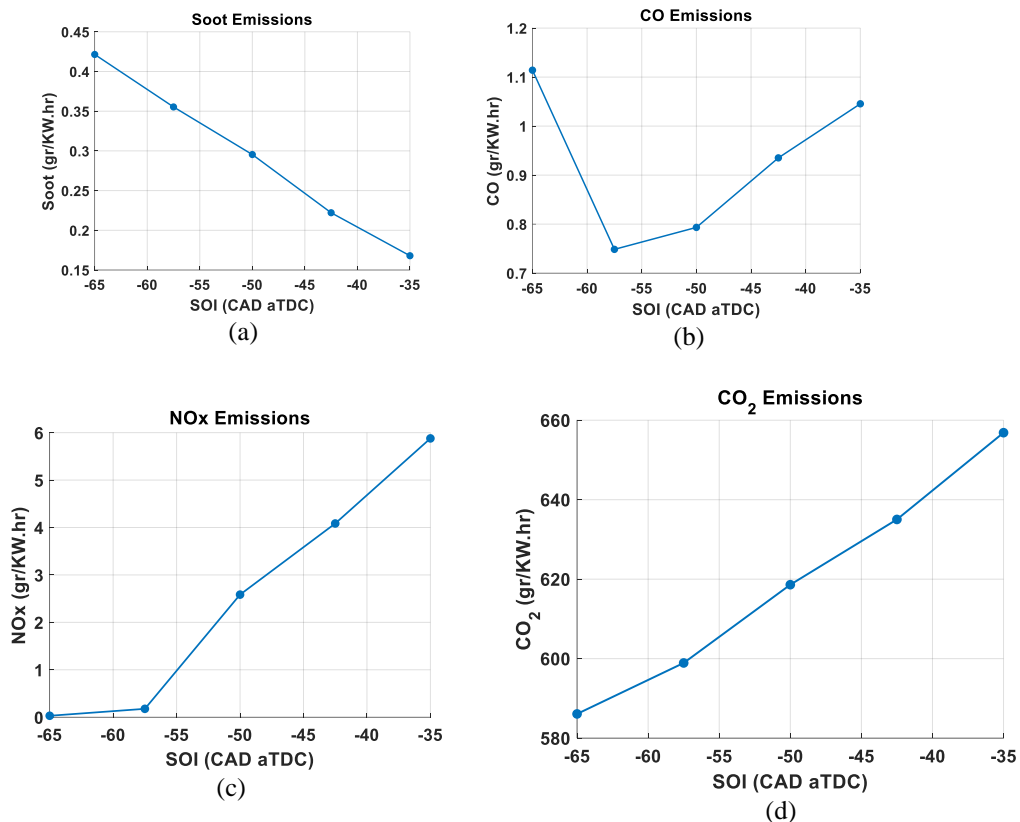 Soot Emissions
Soot (gr/KW.hr)
0.45
0.4
0.35
0.3
0.25
0.2
0.15
-65 -60 -55 -50 -45 -40 -35
SOI (CAD aTDC)
(a)
CO Emissions
CO (gr/KW.hr)
1.2
1.1
1
0.9
0.8
0.7
-65 -60 -55 -50 -45 -40 -35
SOI (CAD aTDC)
(b)
NOx Emissions
NOx (gr/KW.hr)
6
5
4
3
2
1
0
-65 -60 -55 -50 -45 -40 -35
SOI (CAD aTDC)
(c)
CO₂ Emissions
CO₂ (gr/KW.hr)
660
640
620
600
580
-65 -60 -55 -50 -45 -40 -35
SOI (CAD aTDC)
(d)